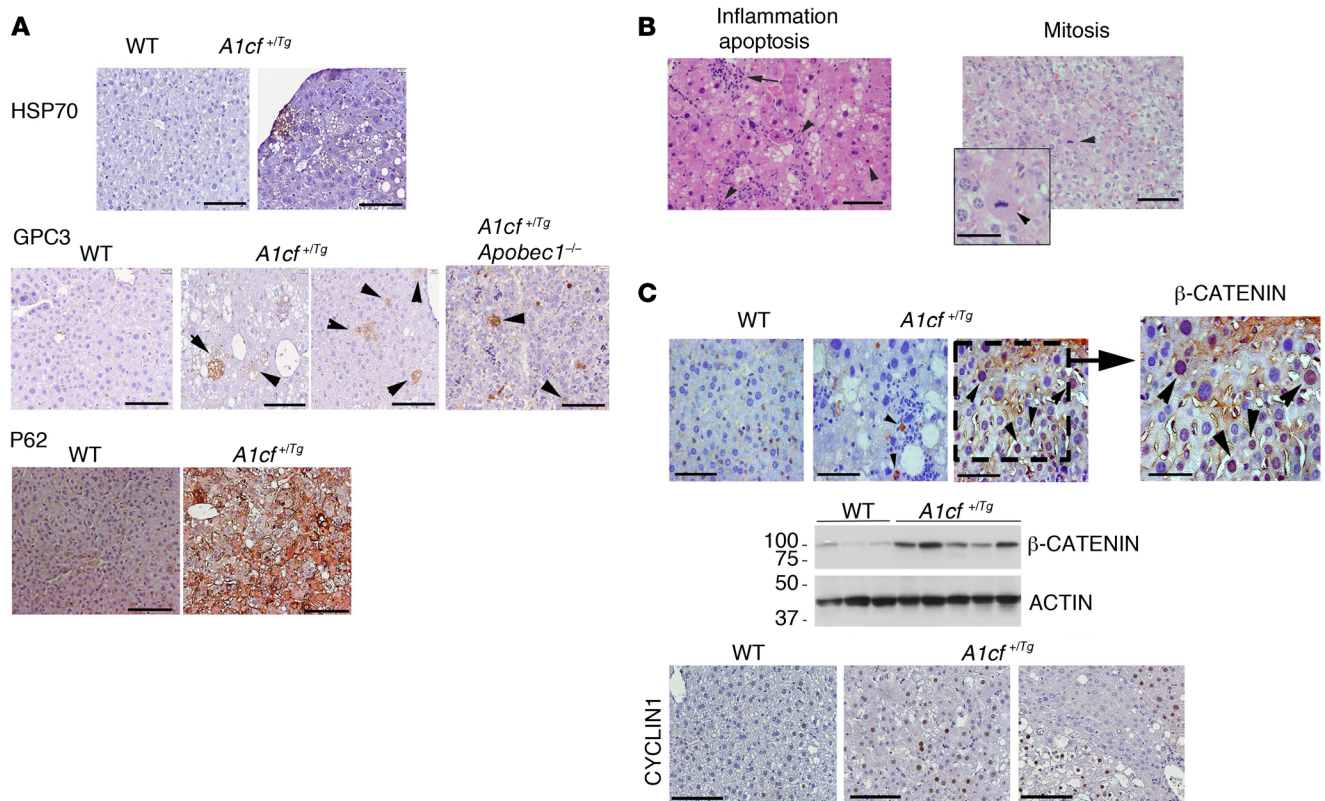 A
WT A1cf +/Tg
HSP70
GPC3
WT A1cf +/Tg A1cf +/Tg
Apobec1–/–
P62
WT A1cf +/Tg
B
Inflammation
apoptosis
Mitosis
C
β-CATENIN
WT A1cf +/Tg
WT A1cf +/Tg
100 -
75 -
β-CATENIN
50 -
37 -
ACTIN
WT A1cf +/Tg
CYCLIN1